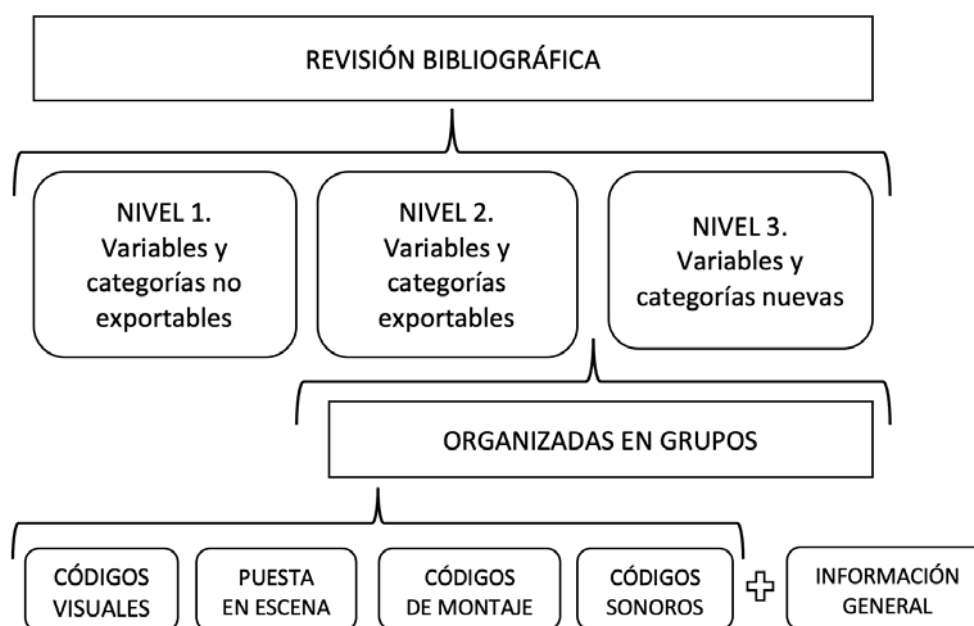 REVISIÓN BIBLIOGRÁFICA
NIVEL 1.
Variables y
categorías no
exportables
NIVEL 2.
Variables y
categorías
exportables
NIVEL 3.
Variables y
categorías nuevas
ORGANIZADAS EN GRUPOS
CÓDIGOS
VISUALES
PUESTA
EN ESCENA
CÓDIGOS
DE MONTAJE
CÓDIGOS
SONOROS
INFORMACIÓN
GENERAL